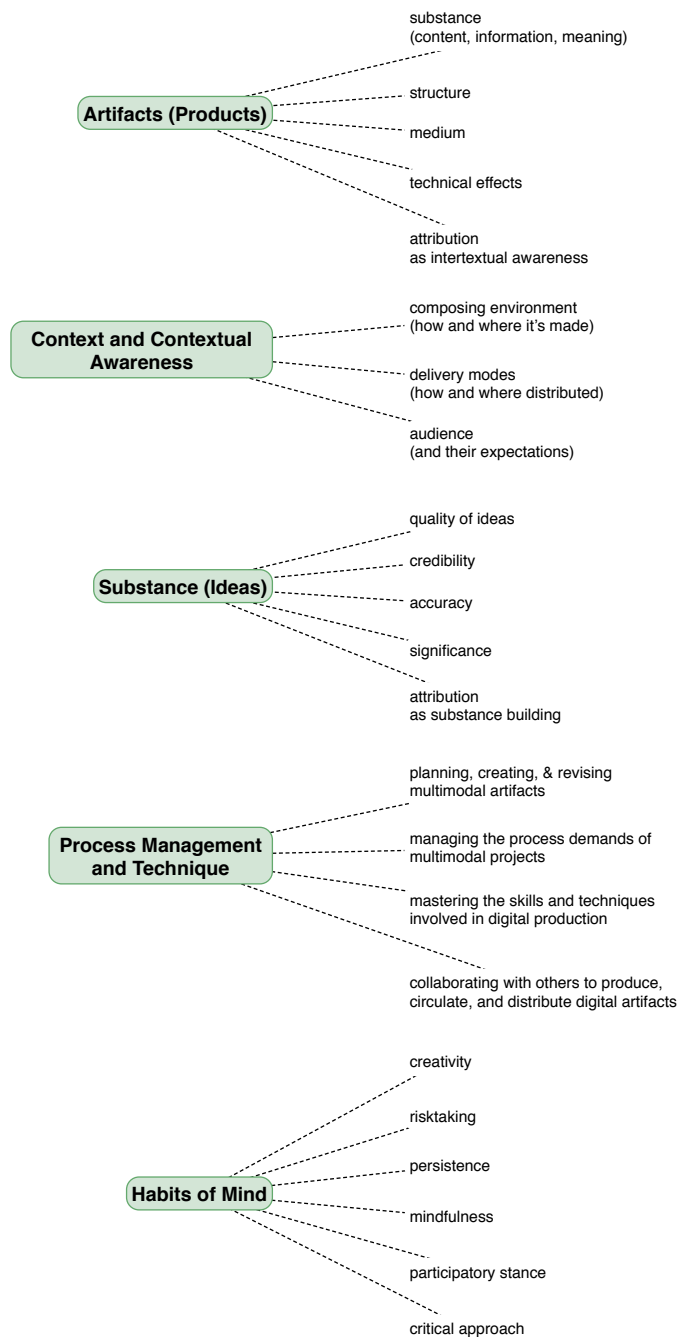 substance
(content, information, meaning)
Artifacts (Products)
structure
medium
technical effects
attribution
as intertextual awareness
Context and Contextual
Awareness
composing environment
(how and where it's made)
delivery modes
(how and where distributed)
audience
(and their expectations)
Substance (Ideas)
quality of ideas
credibility
accuracy
significance
attribution
as substance building
Process Management
and Technique
planning, creating, & revising
multimodal artifacts
managing the process demands of
multimodal projects
mastering the skills and techniques
involved in digital production
collaborating with others to produce,
circulate, and distribute digital artifacts
Habits of Mind
creativity
risktaking
persistence
mindfulness
participatory stance
critical approach